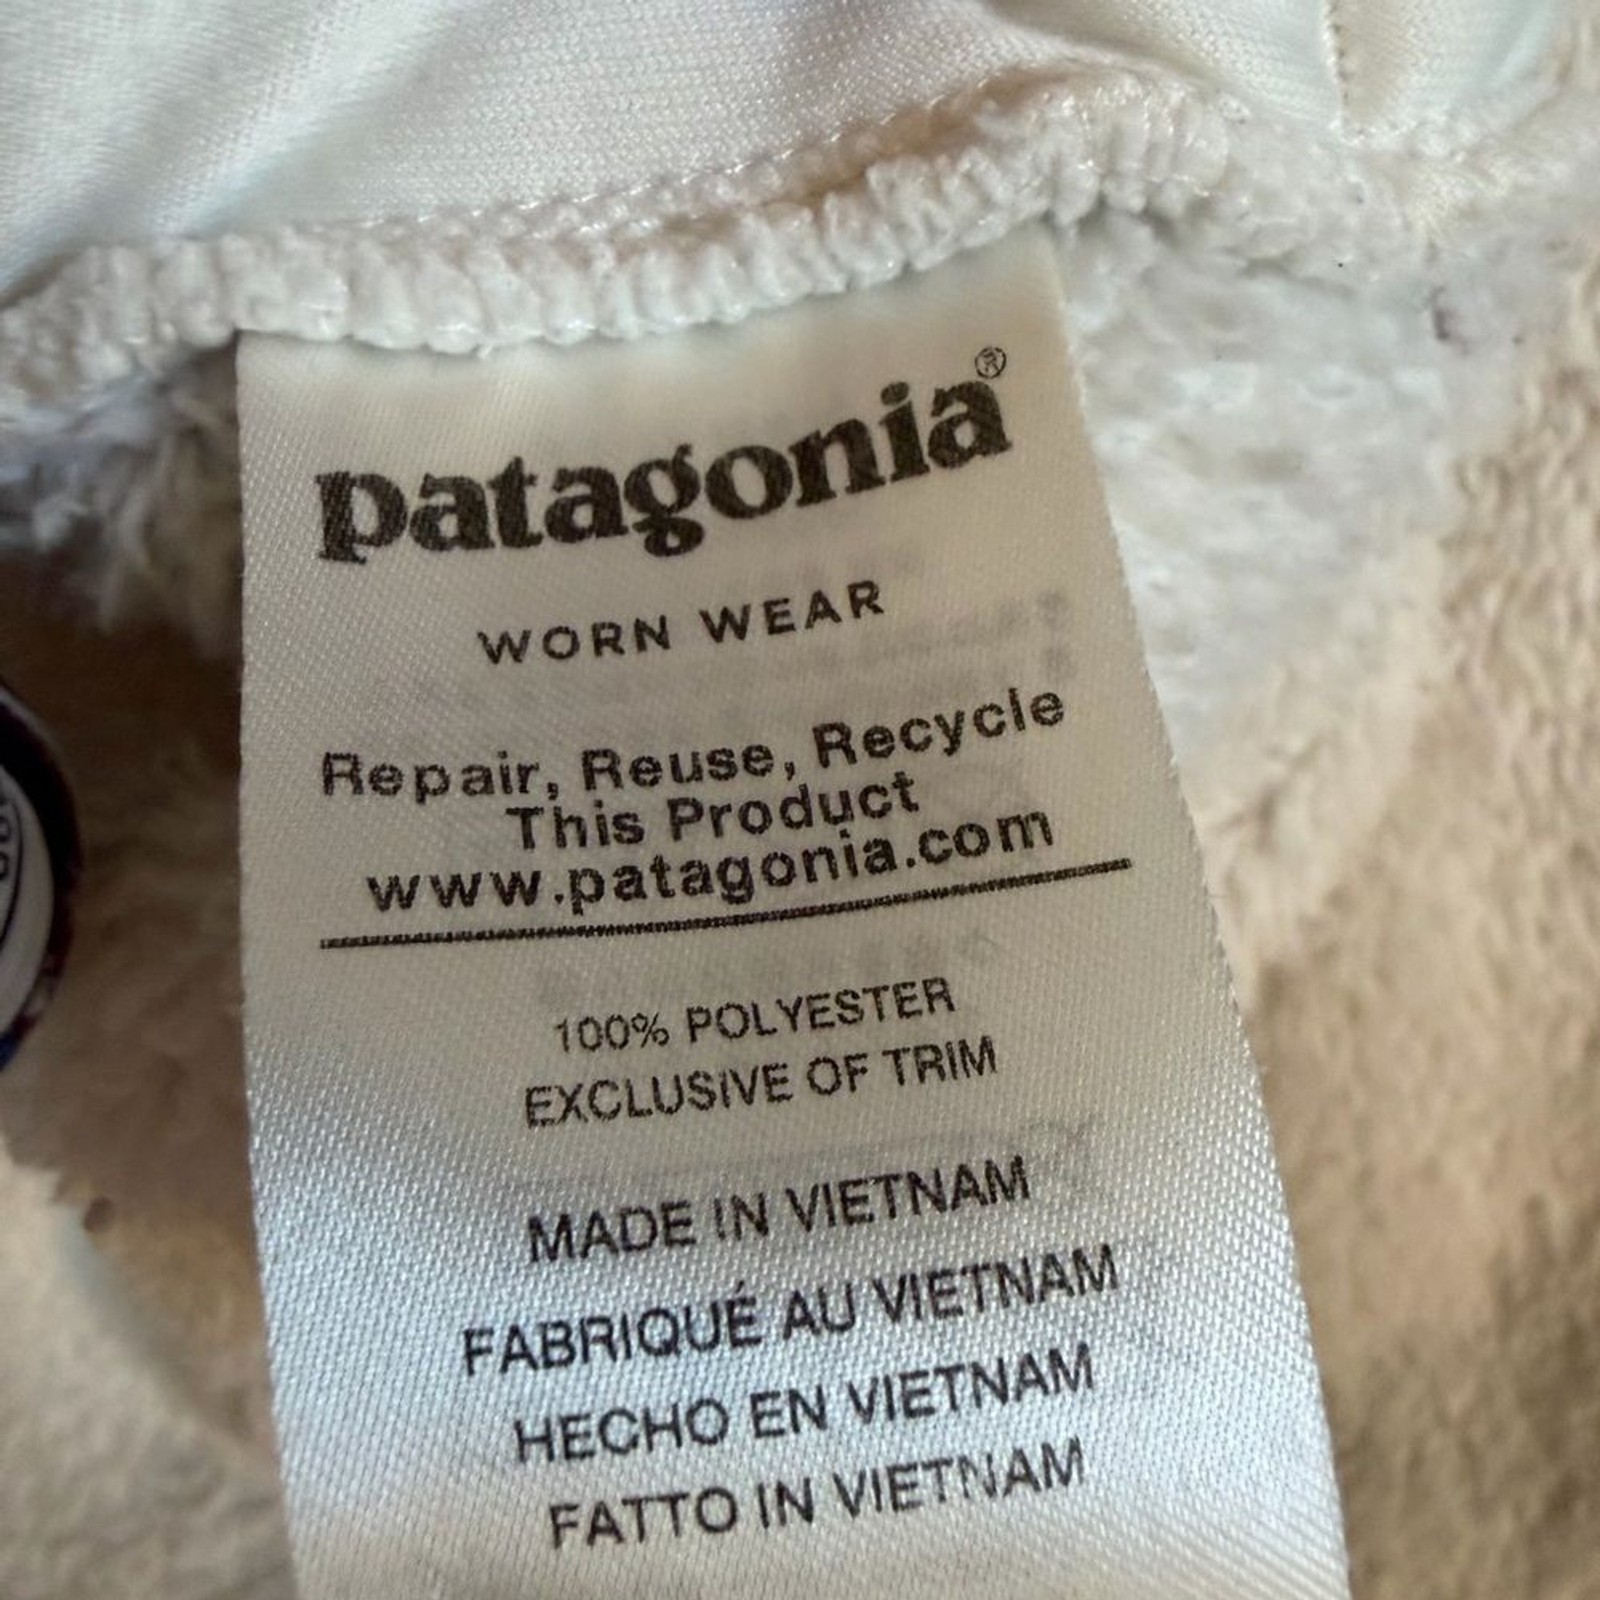 patagonia®
WORN WEAR
Repair, Reuse, Recycle
This Product
www.patagonia.com
100% POLYESTER
EXCLUSIVE OF TRIM
MADE IN VIETNAM
FABRIQUÉ AU VIETNAM
HECHO EN VIETNAM
FATTO IN VIETNAM